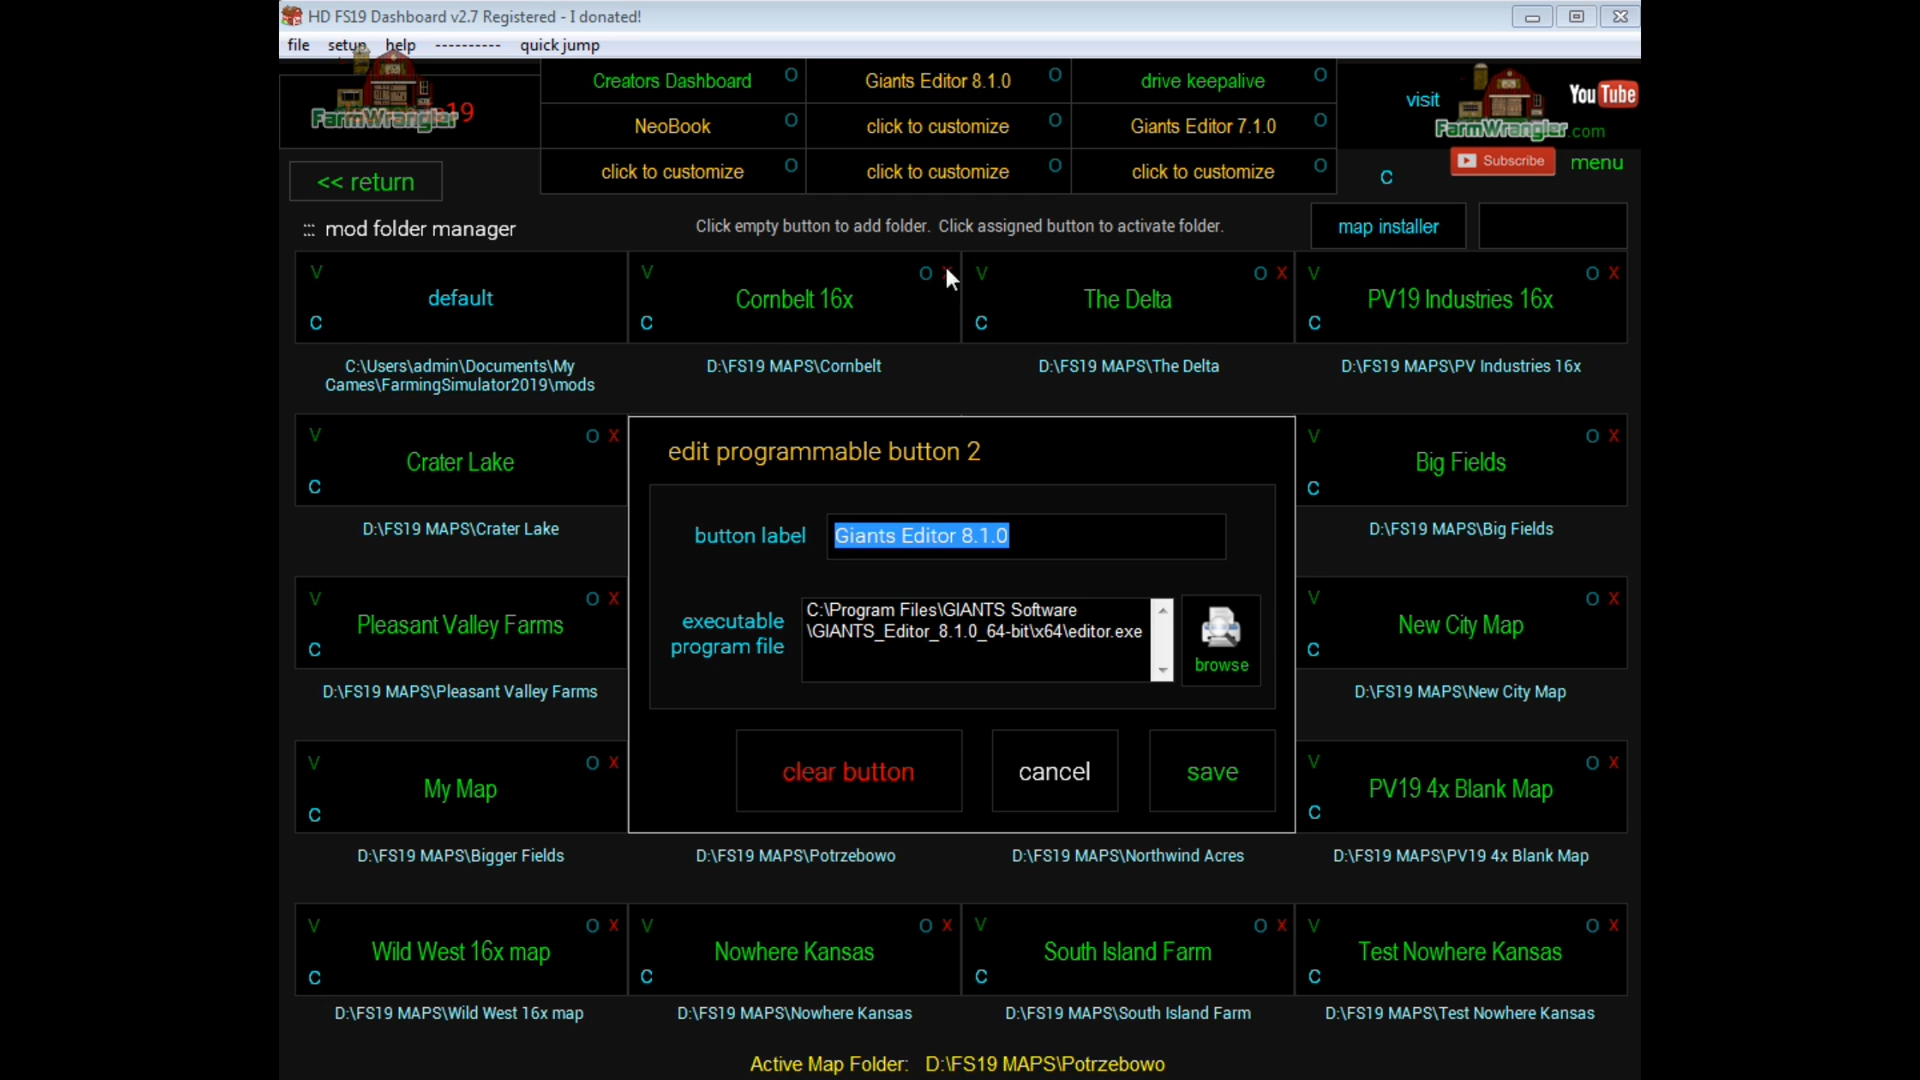 HD FS19 Dashboard v2.7 Registered - I donated!
file setup help ---------- quick jump
Creators Dashboard O Giants Editor 8.1.0 O drive keepalive O
NeoBook O click to customize O Giants Editor 7.1.0 O
click to customize O click to customize O click to customize O
FarmWrangler 19
visit FarmWrangler.com YouTube
<< return
C Subscribe menu
::: mod folder manager
Click empty button to add folder. Click assigned button to activate folder.
map installer
V default C
V Cornbelt 16x O C
V The Delta O X C
V PV19 Industries 16x O X C
C:\Users\admin\Documents\My
Games\FarmingSimulator2019\mods
D:\FS19 MAPS\Cornbelt
D:\FS19 MAPS\The Delta
D:\FS19 MAPS\PV Industries 16x
V Crater Lake O X C
V Big Fields O X C
D:\FS19 MAPS\Crater Lake
D:\FS19 MAPS\Big Fields
edit programmable button 2
button label Giants Editor 8.1.0
executable
program file
C:\Program Files\GIANTS Software
\GIANTS_Editor_8.1.0_64-bit\x64\editor.exe
browse
clear button cancel save
V Pleasant Valley Farms O X C
V New City Map O X C
D:\FS19 MAPS\Pleasant Valley Farms
D:\FS19 MAPS\New City Map
V My Map O X C
V PV19 4x Blank Map O X C
D:\FS19 MAPS\Bigger Fields
D:\FS19 MAPS\Potrzebowo
D:\FS19 MAPS\Northwind Acres
D:\FS19 MAPS\PV19 4x Blank Map
V Wild West 16x map O X C
V Nowhere Kansas O X C
V South Island Farm O X C
V Test Nowhere Kansas O X C
D:\FS19 MAPS\Wild West 16x map
D:\FS19 MAPS\Nowhere Kansas
D:\FS19 MAPS\South Island Farm
D:\FS19 MAPS\Test Nowhere Kansas
Active Map Folder: D:\FS19 MAPS\Potrzebowo